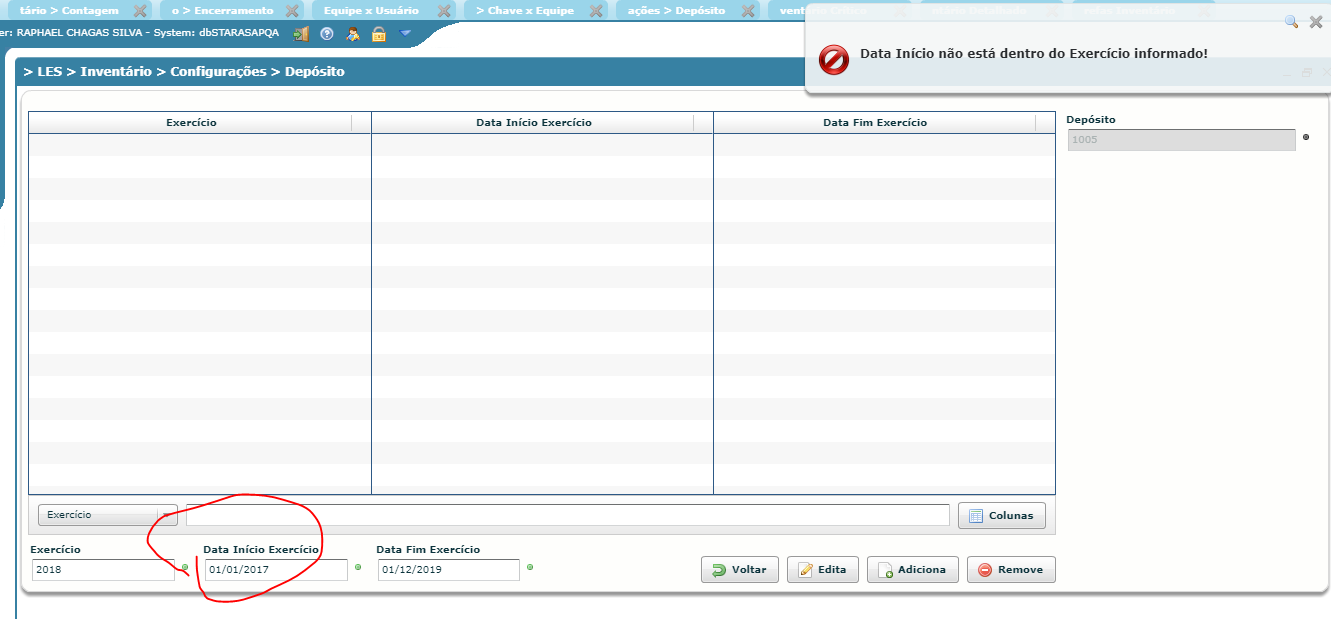 tário > Contagem o > Encerramento Equipe x Usuário > Chave x Equipe ações > Depósito
er: RAPHAEL CHAGAS SILVA - System: dbSTARASAPQA
Data Início não está dentro do Exercício informado!
> LES > Inventário > Configurações > Depósito
Exercício Data Início Exercício Data Fim Exercício
Depósito
1005
Exercício
Colunas
Exercício Data Início Exercício Data Fim Exercício
2018 01/01/2017 01/12/2019
Voltar Edita Adiciona Remove